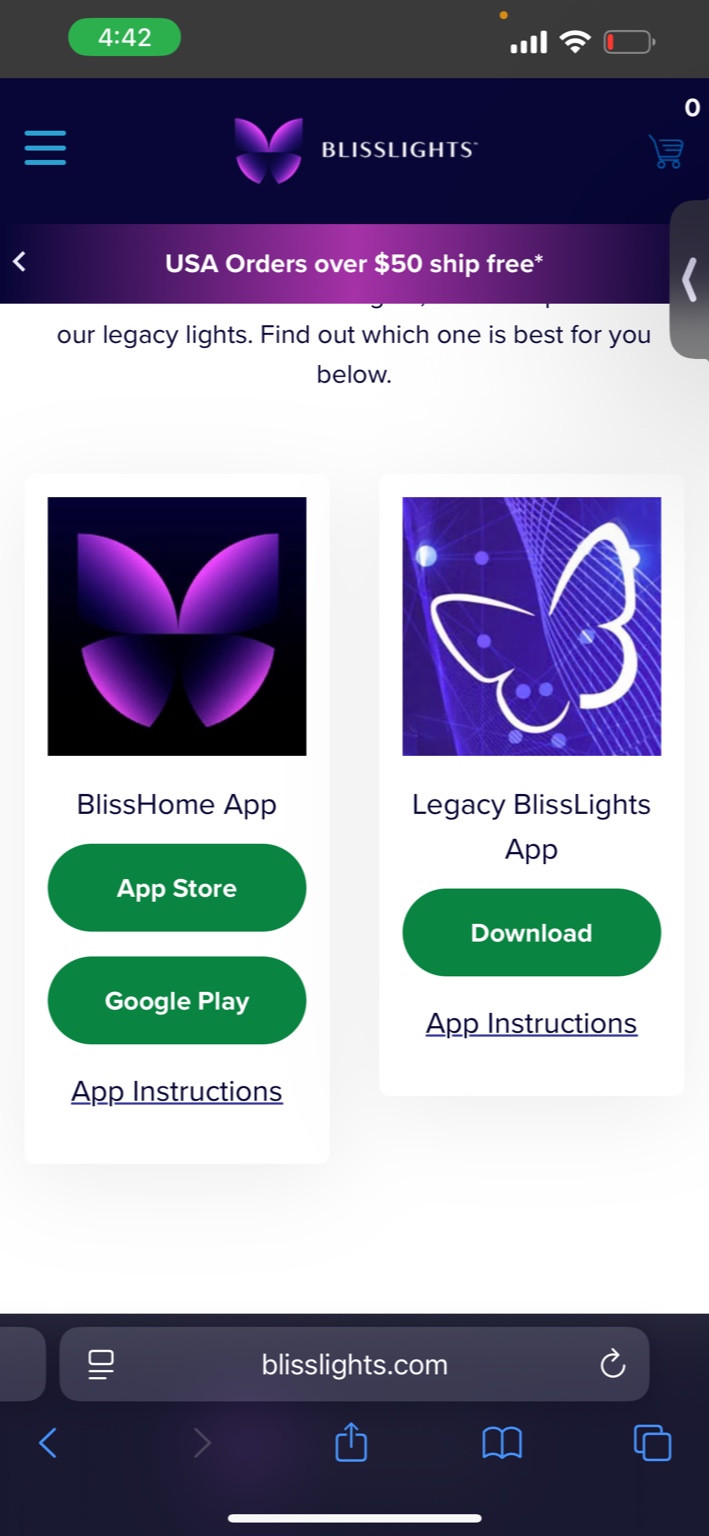 4:42
0
BLISSLIGHTS
USA Orders over $50 ship free*
our legacy lights. Find out which one is best for you
below.
BlissHome App
App Store
Google Play
App Instructions
Legacy BlissLights
App
Download
App Instructions
blisslights.com